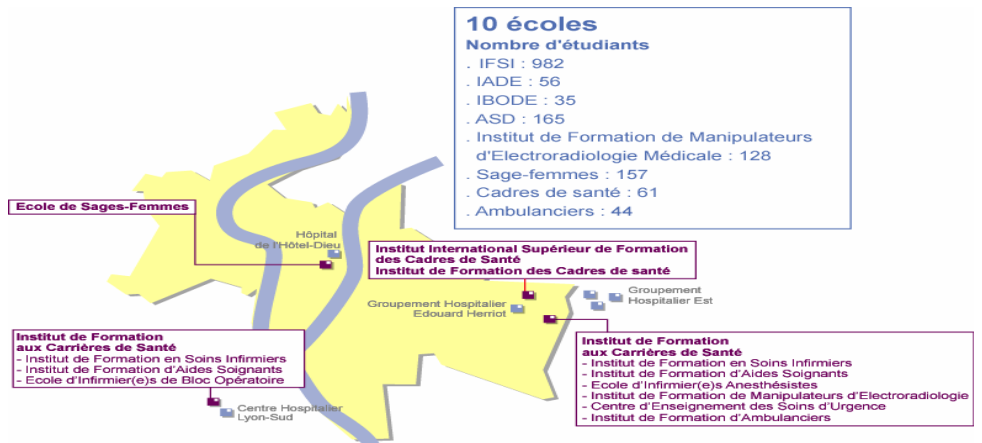 10 écoles
Nombre d'étudiants
. IFSI : 982
. IADE : 56
. IBODE : 35
. ASD : 165
. Institut de Formation de Manipulateurs
d'Electroradiologie Médicale : 128
. Sage-femmes : 157
. Cadres de santé : 61
. Ambulanciers : 44
Ecole de Sages-Femmes
Hôpital
de l'Hôtel-Dieu
Institut International Supérieur de Formation
des Cadres de Santé
Institut de Formation des Cadres de santé
Groupement Hospitalier
Edouard Herriot
Groupement
Hospitalier Est
Institut de Formation
aux Carrières de Santé
- Institut de Formation en Soins Infirmiers
- Institut de Formation d'Aides Soignants
- Ecole d'Infirmier(e)s de Bloc Opératoire
Centre Hospitalier
Lyon-Sud
Institut de Formation
aux Carrières de Santé
- Institut de Formation en Soins Infirmiers
- Institut de Formation d'Aides Soignants
- Ecole d'Infirmier(e)s Anesthésistes
- Institut de Formation de Manipulateurs d'Electroradiologie
- Centre d'Enseignement des Soins d'Urgence
- Institut de Formation d'Ambulanciers